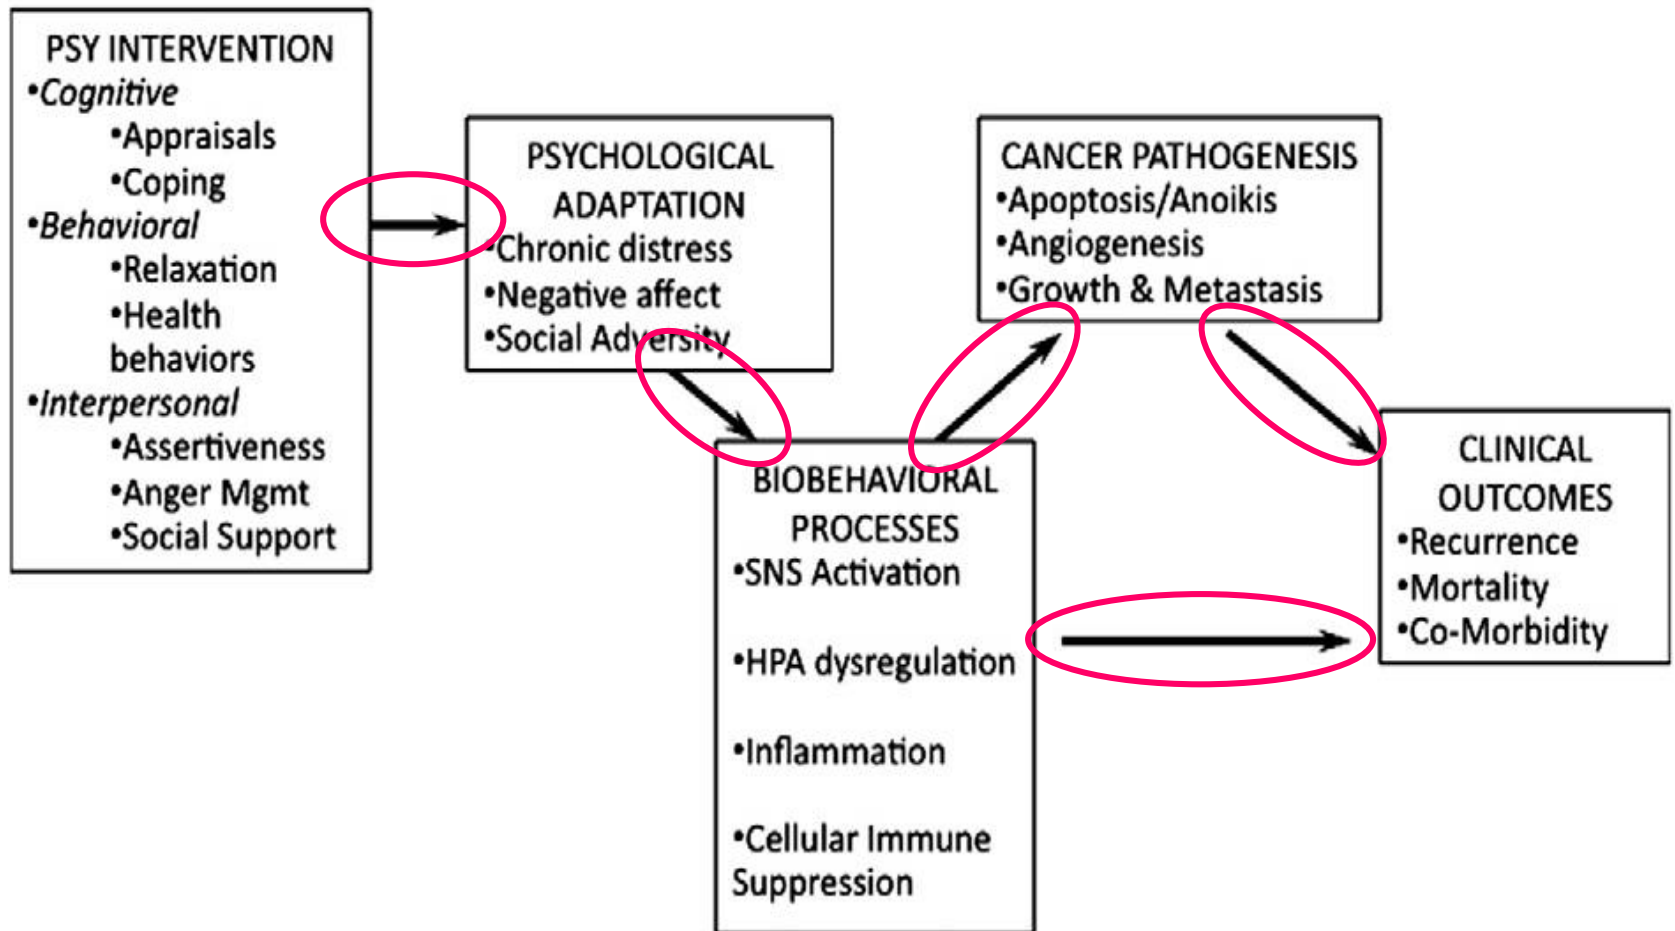 PSY INTERVENTION
•Cognitive
•Appraisals
•Coping
•Behavioral
•Relaxation
•Health
behaviors
•Interpersonal
•Assertiveness
•Anger Mgmt
•Social Support
PSYCHOLOGICAL
ADAPTATION
•Chronic distress
•Negative affect
•Social Adversity
BIOBEHAVIORAL
PROCESSES
•SNS Activation
•HPA dysregulation
•Inflammation
•Cellular Immune
Suppression
CANCER PATHOGENESIS
•Apoptosis/Anoikis
•Angiogenesis
•Growth & Metastasis
CLINICAL
OUTCOMES
•Recurrence
•Mortality
•Co-Morbidity